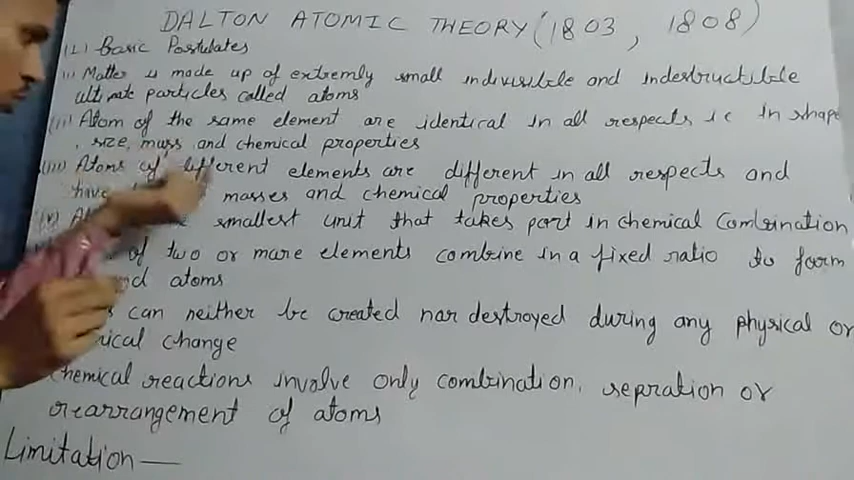 DALTON ATOMIC THEORY (1803, 1808)
(1) Basic Postulates
(i) Matter is made up of extremly small indivisible and indestructible
ultimate particles called atoms
(ii) Atom of the same element are identical in all respects i.e in shape
, size, mass and chemical properties
(iii) Atoms of different elements are different in all respects and
have masses and chemical properties
smallest unit that takes part in chemical Combination
of two or more elements combine in a fixed ratio to form
atoms
can neither be created nor destroyed during any physical or
change
chemical reactions involve only combination, sepration or
rearrangement of atoms
Limitation —